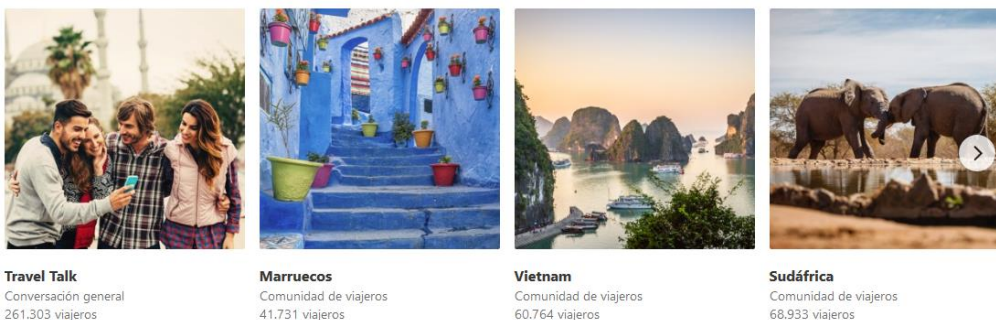 Travel Talk
Conversación general
261.303 viajeros
Marruecos
Comunidad de viajeros
41.731 viajeros
Vietnam
Comunidad de viajeros
60.764 viajeros
Sudáfrica
Comunidad de viajeros
68.933 viajeros